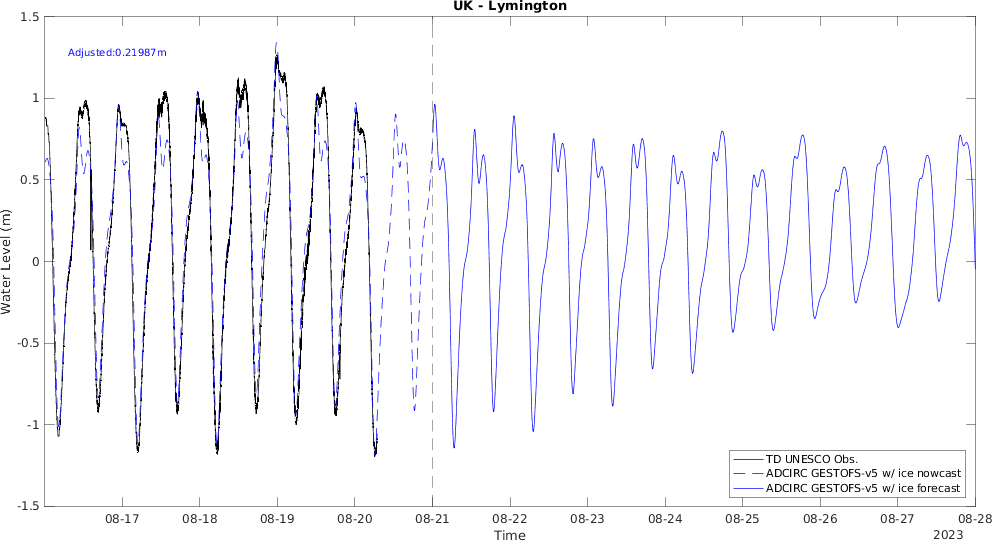 UK - Lymington
Adjusted:0.21987m
1.5
1
0.5
0
-0.5
-1
-1.5
Water Level (m)
08-17 08-18 08-19 08-20 08-21 08-22 08-23 08-24 08-25 08-26 08-27 08-28
Time
2023
TD UNESCO Obs.
ADCIRC GESTOFS-v5 w/ ice nowcast
ADCIRC GESTOFS-v5 w/ ice forecast